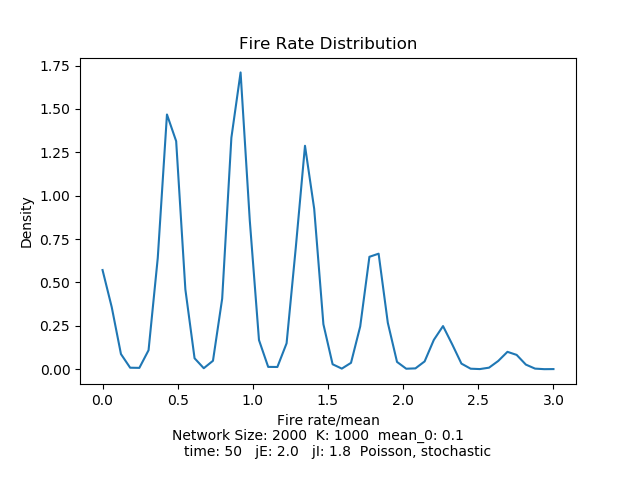 Fire Rate Distribution
1.75
1.50
1.25
1.00
0.75
0.50
0.25
0.00
Density
0.0 0.5 1.0 1.5 2.0 2.5 3.0
Fire rate/mean
Network Size: 2000 K: 1000 mean_0: 0.1
time: 50 jE: 2.0 jI: 1.8 Poisson, stochastic